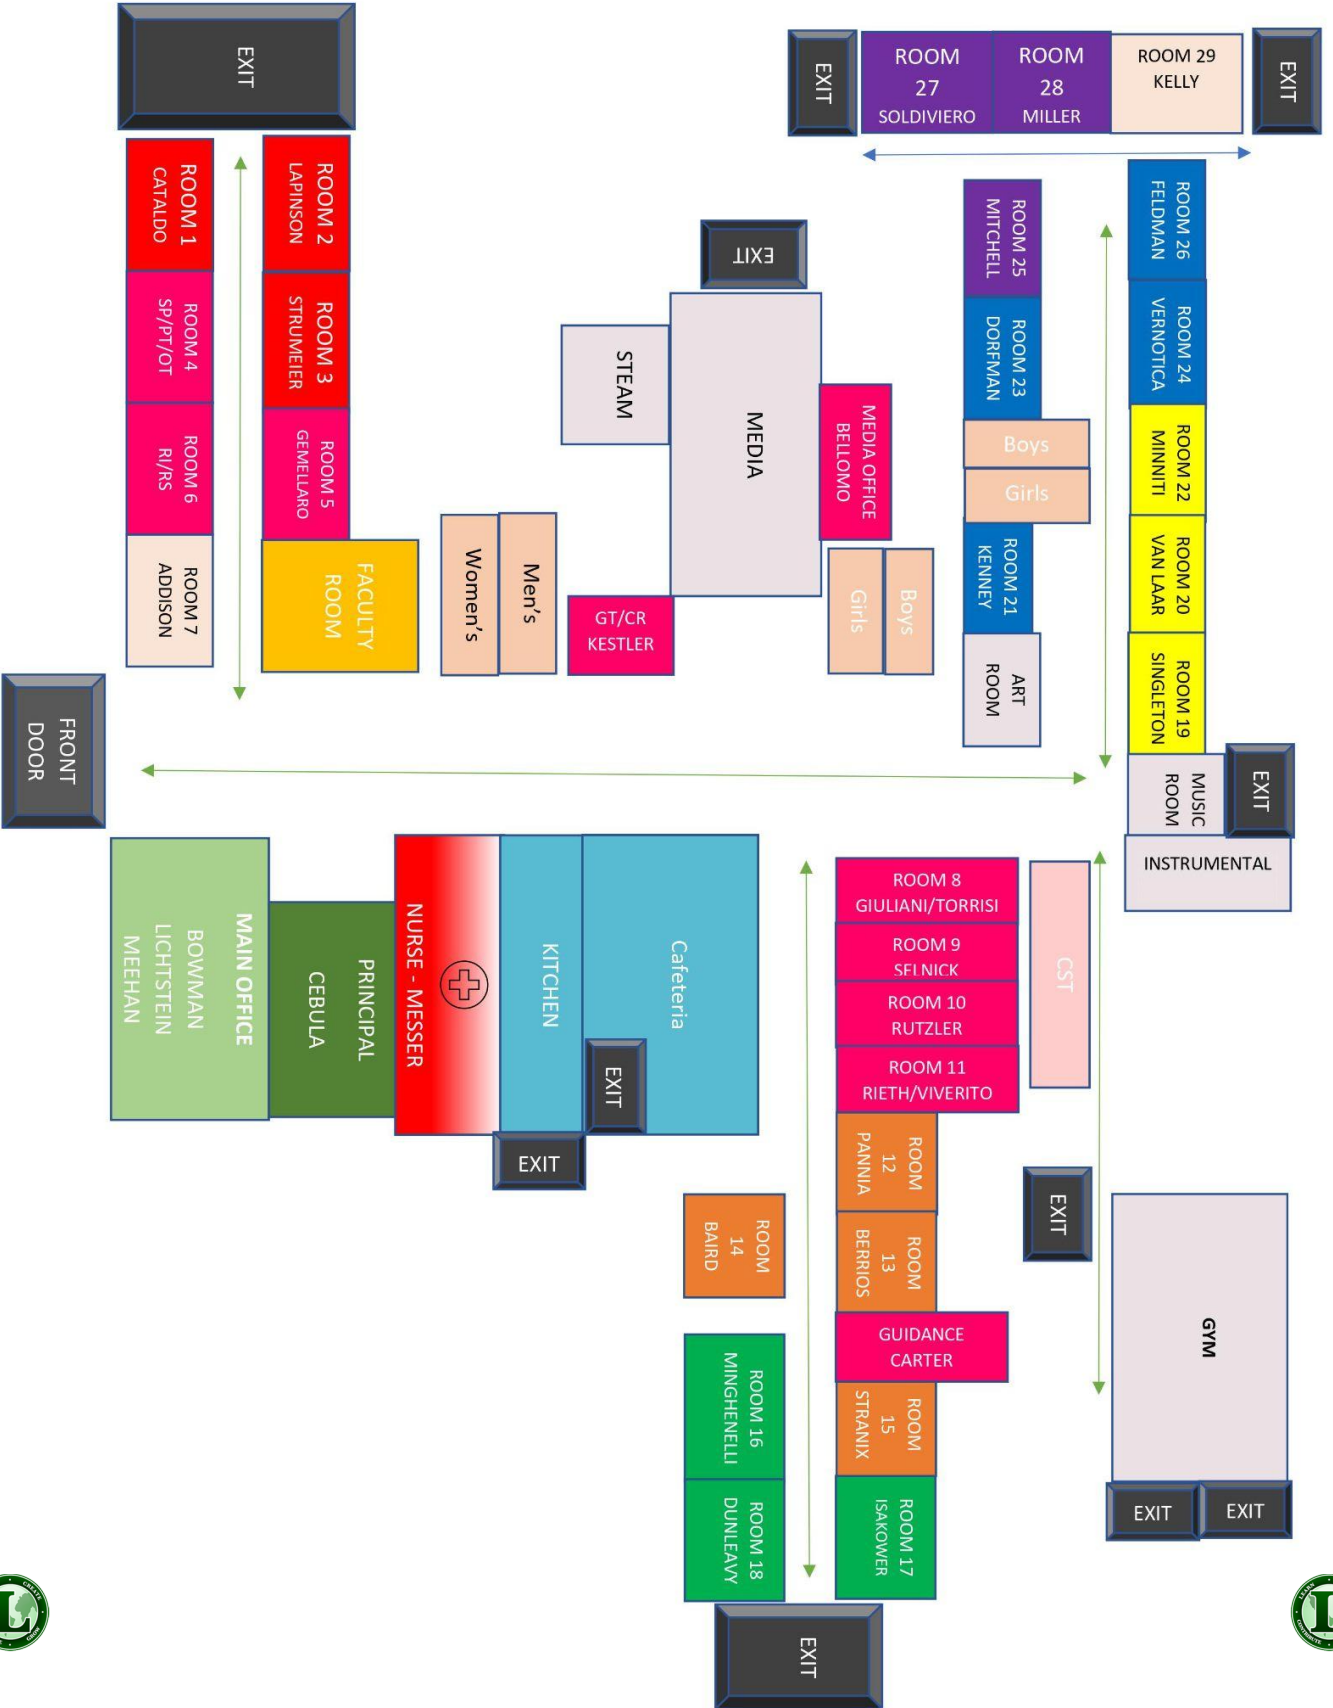 EXIT
EXIT
ROOM
27
SOLDIVIERO
ROOM
28
MILLER
ROOM 29
KELLY
EXIT
ROOM 1
CATALDO
ROOM 2
LAPINSON
ROOM 4
SP/PT/OT
ROOM 3
STRUMEIER
ROOM 6
RI/RS
ROOM 5
GEMELLARO
ROOM 7
ADDISON
FACULTY
ROOM
EXIT
STEAM
MEDIA
MEDIA OFFICE
BELLOMO
Women's
Men's
GT/CR
KESTLER
Girls
Boys
ROOM 25
MITCHELL
ROOM 23
DORFMAN
Boys
Girls
ROOM 21
KENNEY
ART
ROOM
ROOM 26
FELDMAN
ROOM 24
VERNOTICA
ROOM 22
MINNITI
ROOM 20
VAN LAAR
ROOM 19
SINGLETON
MUSIC
ROOM
EXIT
INSTRUMENTAL
FRONT
DOOR
MAIN OFFICE
BOWMAN
LICHTSTEIN
MEEHAN
PRINCIPAL
CEBULA
NURSE - MESSER
KITCHEN
Cafeteria
EXIT
EXIT
ROOM 8
GIULIANI/TORRISI
ROOM 9
SELNICK
ROOM 10
RUTZLER
ROOM 11
RIETH/VIVERITO
CST
ROOM
12
PANNIA
ROOM
13
BERRIOS
GUIDANCE
CARTER
ROOM
15
STRANIX
ROOM 17
ISAKOWER
ROOM
14
BAIRD
ROOM 16
MINGHENELLI
ROOM 18
DUNLEAVY
EXIT
EXIT
GYM
EXIT
EXIT
L
CREATE
GROW
LEARN
CONTRIBUTE